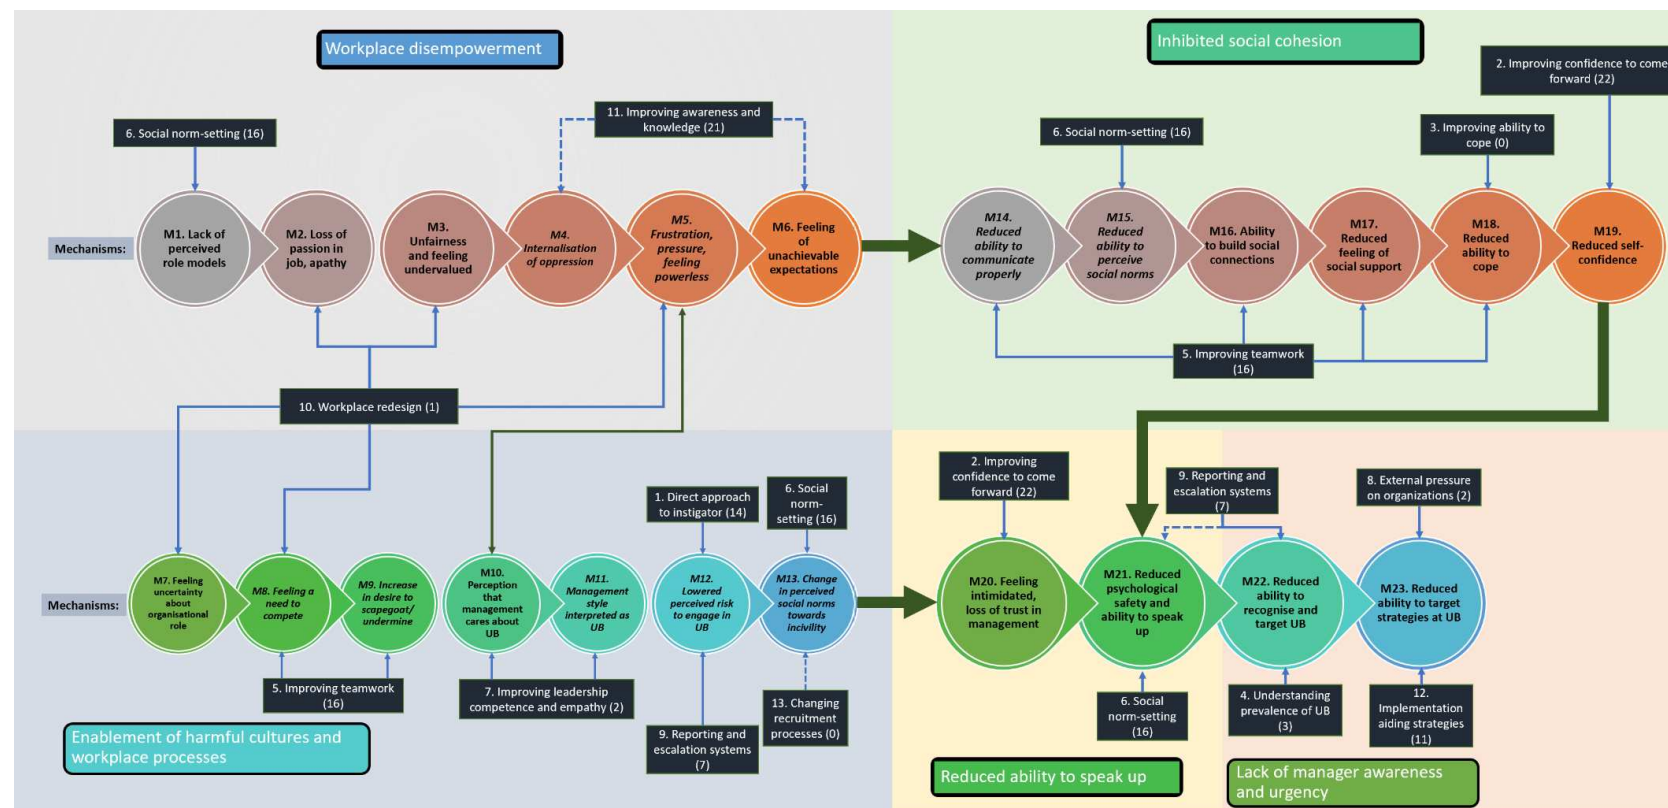 Workplace disempowerment
Inhibited social cohesion
2. Improving confidence to come
forward (22)
11. Improving awareness and
knowledge (21)
6. Social norm-setting (16)
6. Social norm-setting (16)
3. Improving ability to
cope (0)
Mechanisms:
M1. Lack of
perceived
role models
M2. Loss of
passion in
job, apathy
M3.
Unfairness
and feeling
undervalued
M4.
Internalisation
of oppression
M5.
Frustration,
pressure,
feeling
powerless
M6. Feeling
of
unachievable
expectations
M14.
Reduced
ability to
communicate
properly
M15.
Reduced
ability to
perceive
social norms
M16. Ability
to build social
connections
M17.
Reduced
feeling of
social support
M18.
Reduced
ability to
cope
M19.
Reduced self-
confidence
5. Improving teamwork
(16)
10. Workplace redesign (1)
2. Improving
confidence to come
forward (22)
9. Reporting and
escalation systems
(7)
8. External pressure
on organizations (2)
1. Direct approach
to instigator (14)
6. Social
norm-
setting (16)
Mechanisms:
M7. Feeling
uncertainty
about
organisational
role
M8. Feeling a
need to
compete
M9. Increase
in desire to
scapegoat/
undermine
M10.
Perception
that
management
cares about
UB
M11.
Management
style
interpreted as
UB
M12.
Lowered
perceived risk
to engage in
UB
M13. Change
in perceived
social norms
towards
incivility
M20. Feeling
intimidated,
loss of trust in
management
M21. Reduced
psychological
safety and
ability to speak
up
M22. Reduced
ability to
recognise and
target UB
M23. Reduced
ability to target
strategies at UB
5. Improving teamwork
(16)
7. Improving leadership
competence and empathy (2)
9. Reporting and
escalation systems
(7)
13. Changing
recruitment
processes (0)
6. Social
norm-setting
(16)
4. Understanding
prevalence of UB
(3)
12.
Implementation
aiding strategies
(11)
Enablement of harmful cultures and
workplace processes
Reduced ability to speak up
Lack of manager awareness
and urgency